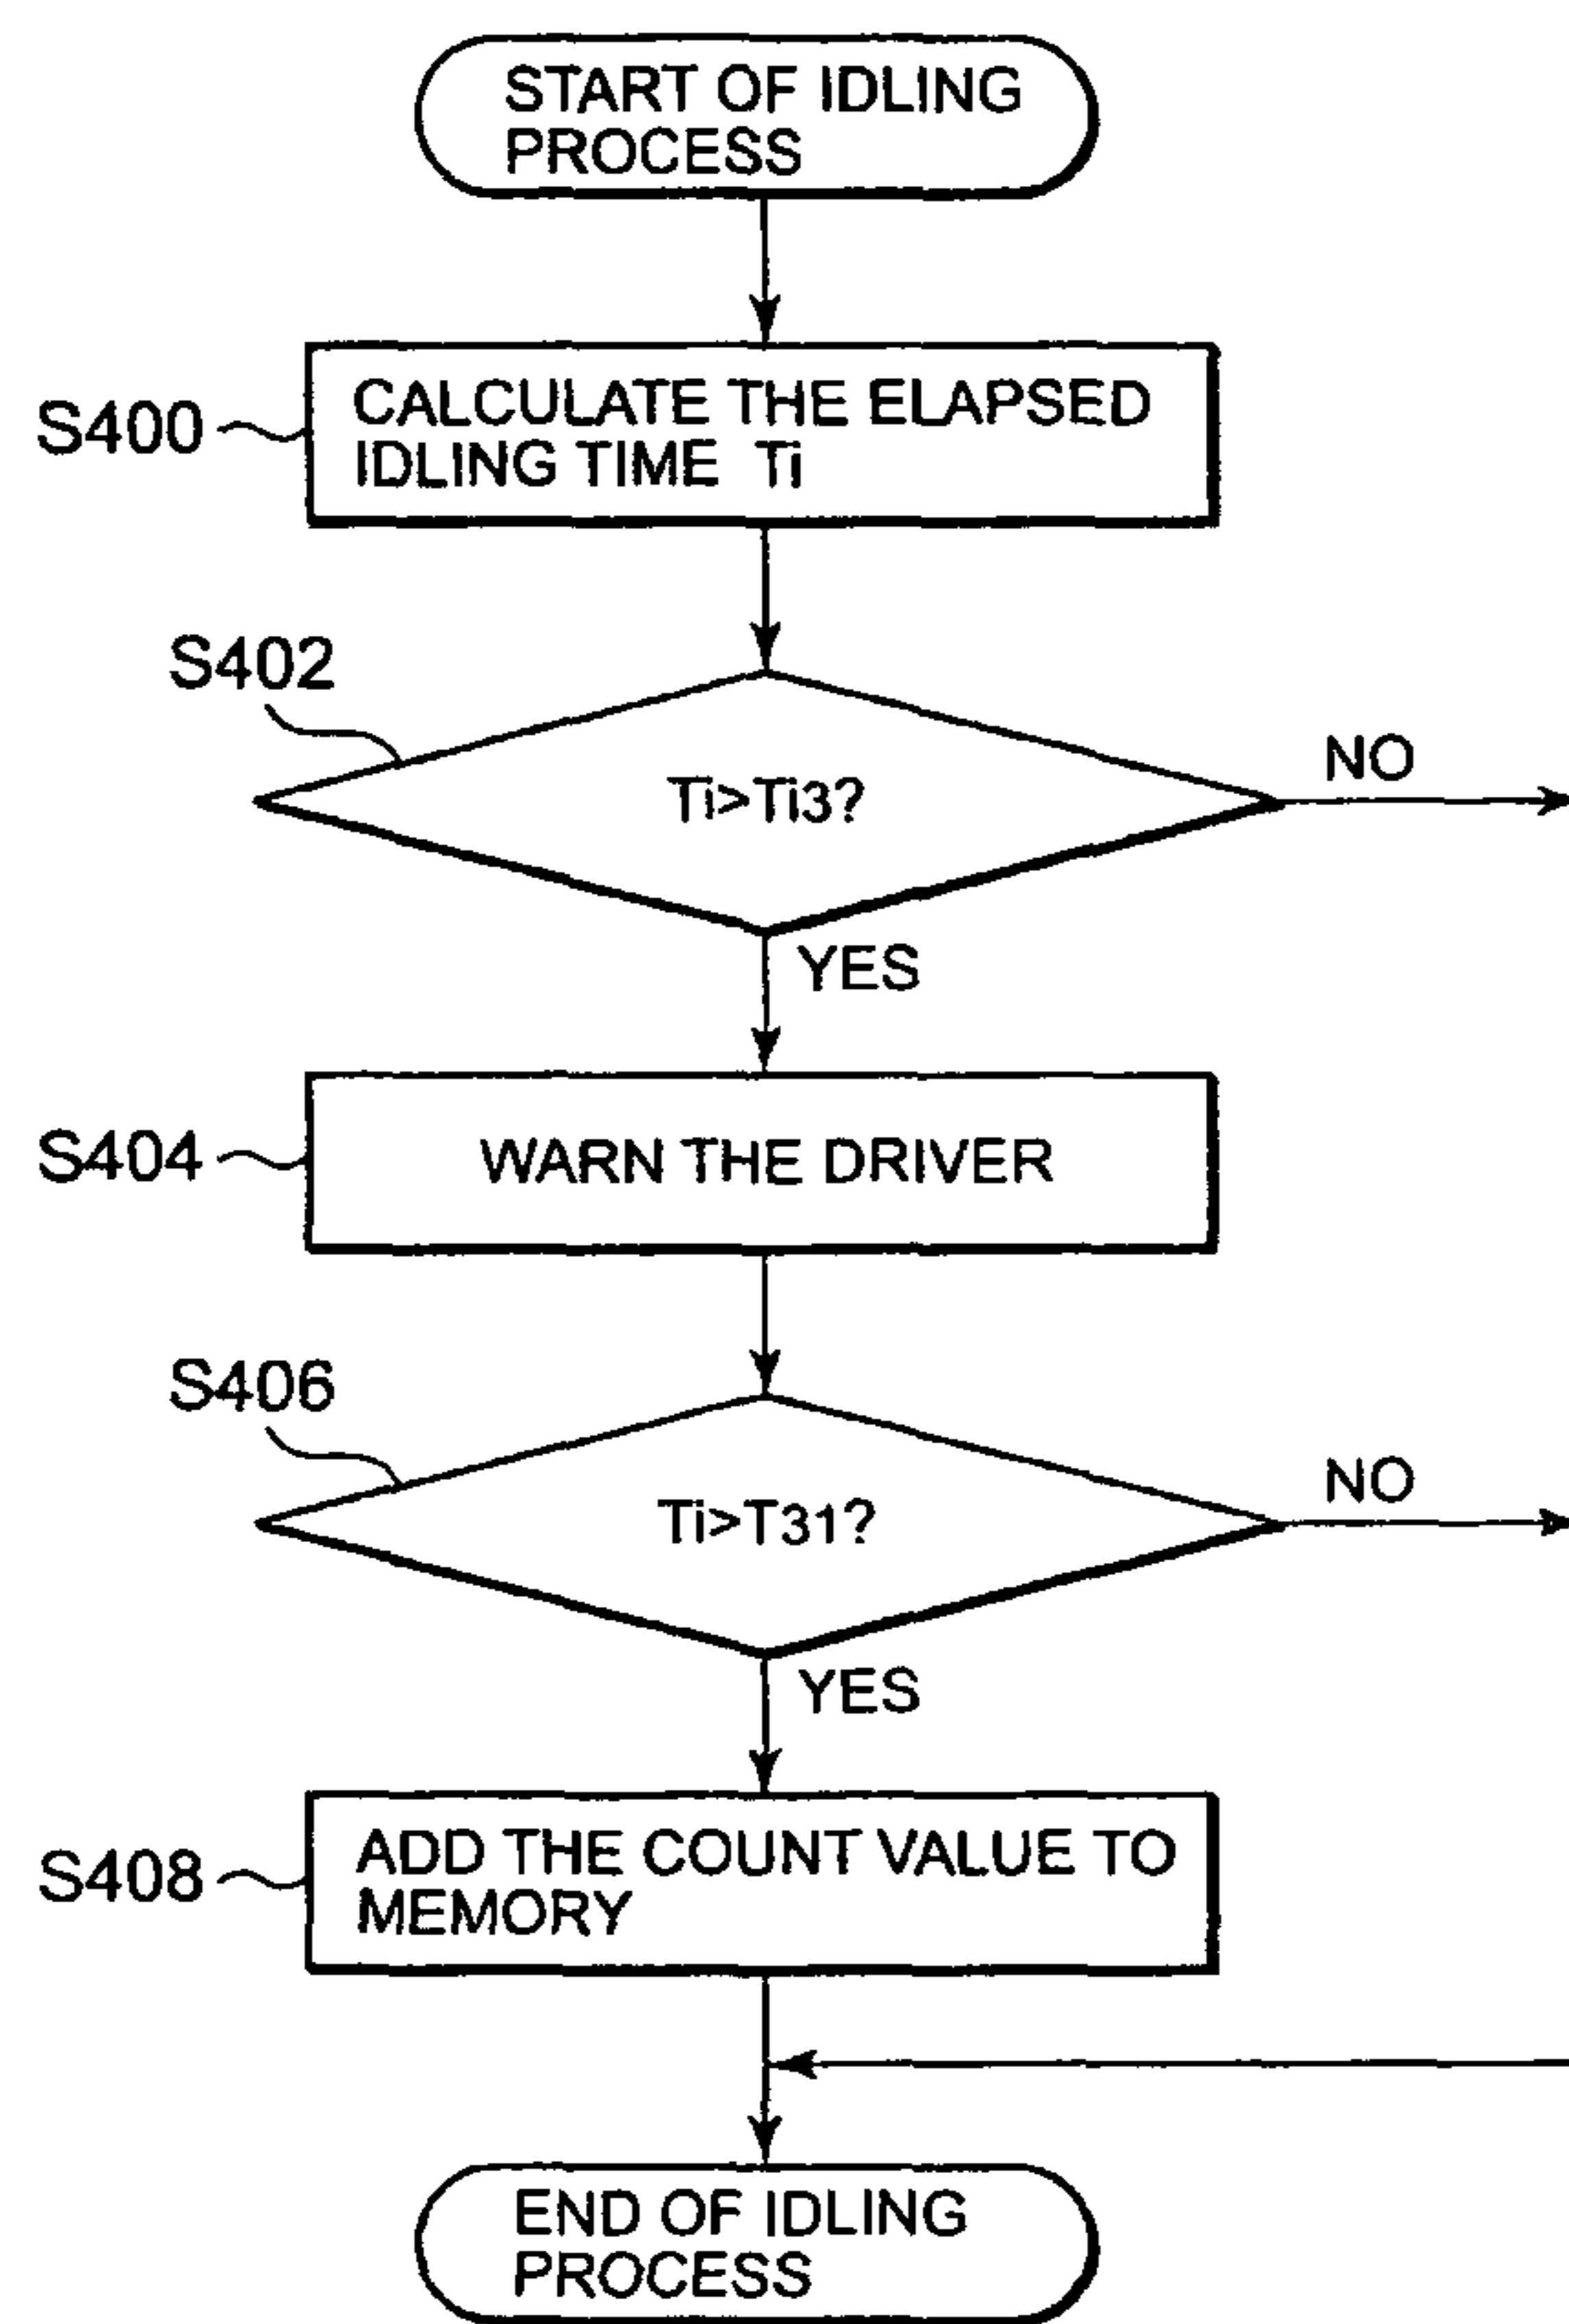 START OF IDLING
PROCESS
S400
CALCULATE THE ELAPSED
IDLING TIME Ti
S402
Ti>Ti3?
NO
YES
S404
WARN THE DRIVER
S406
Ti>T31?
NO
YES
S408
ADD THE COUNT VALUE TO
MEMORY
END OF IDLING
PROCESS